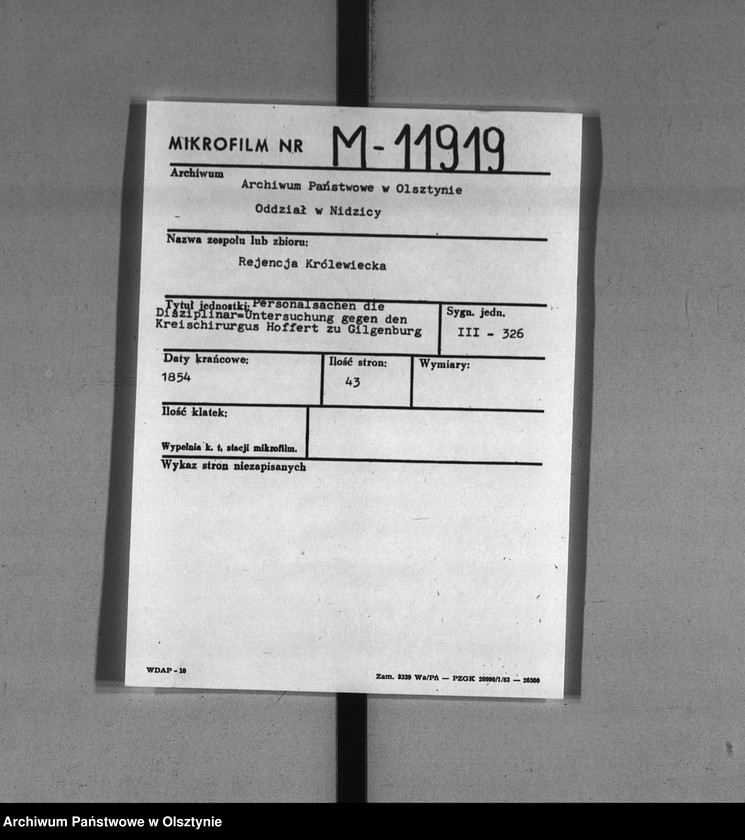 MIKROFILM NR M-11919
Archiwum
Archiwum Państwowe w Olsztynie
Oddział w Nidzicy
Nazwa zespołu lub zbioru:
Rejencja Królewiecka
Tytuł jednostki: Personalsachen die
Disziplinar=Untersuchung gegen den
Kreischirurgus Hoffert zu Gilgenburg
Sygn. jedn.
III - 326
Daty krańcowe:
1854
Ilość stron:
43
Wymiary:
Ilość klatek:
Wypełnia k. t. stacji mikrofilm.
Wykaz stron niezapisanych
WDAP - 10
Zam. 8339 Wa/Pń — PZGK 20990/I/83 — 20300
Archiwum Państwowe w Olsztynie